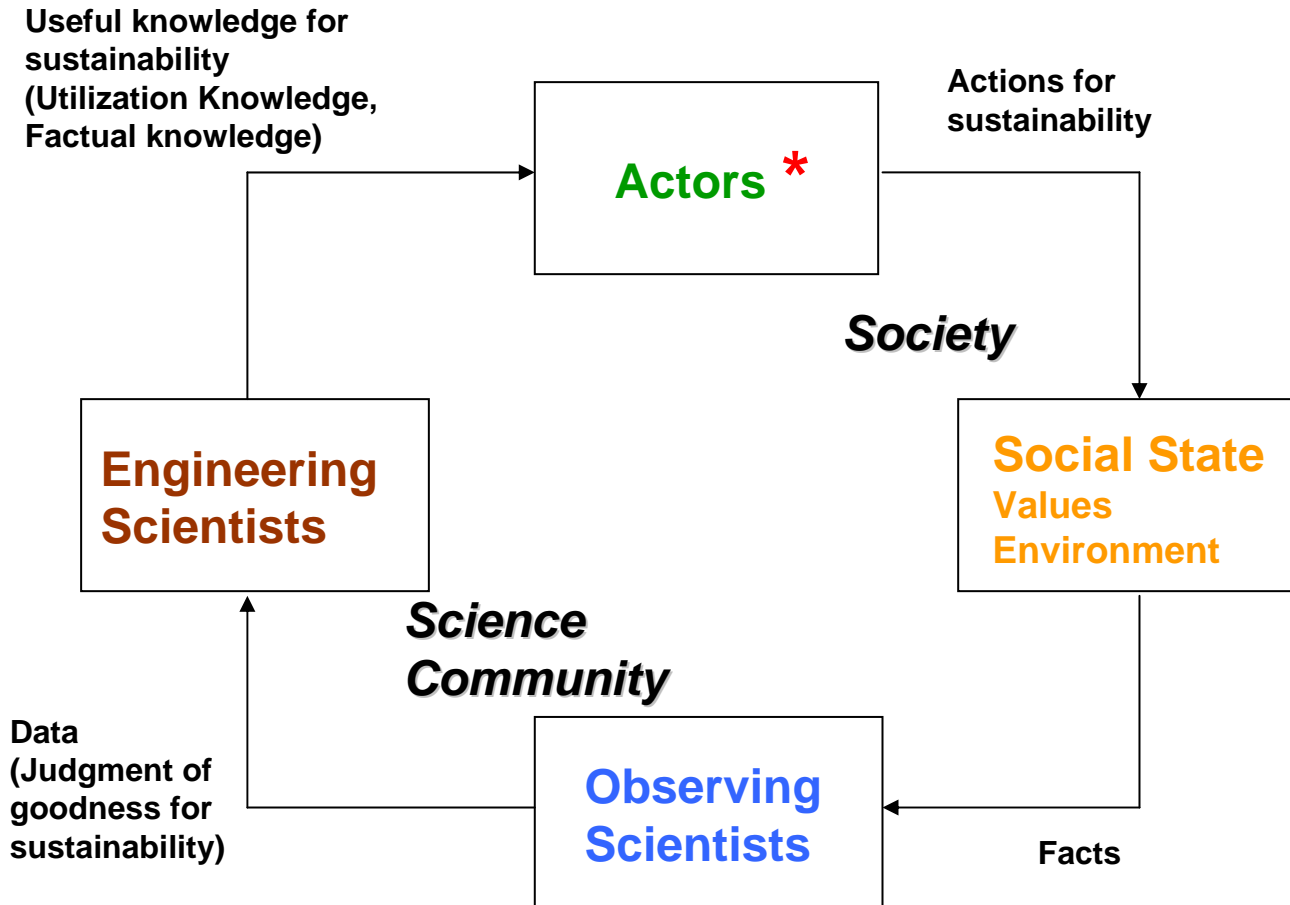 Useful knowledge for
sustainability
(Utilization Knowledge,
Factual knowledge)
Actions for
sustainability
Actors *
Society
Engineering
Scientists
Social State
Values
Environment
Science
Community
Data
(Judgment of
goodness for
sustainability)
Observing
Scientists
Facts